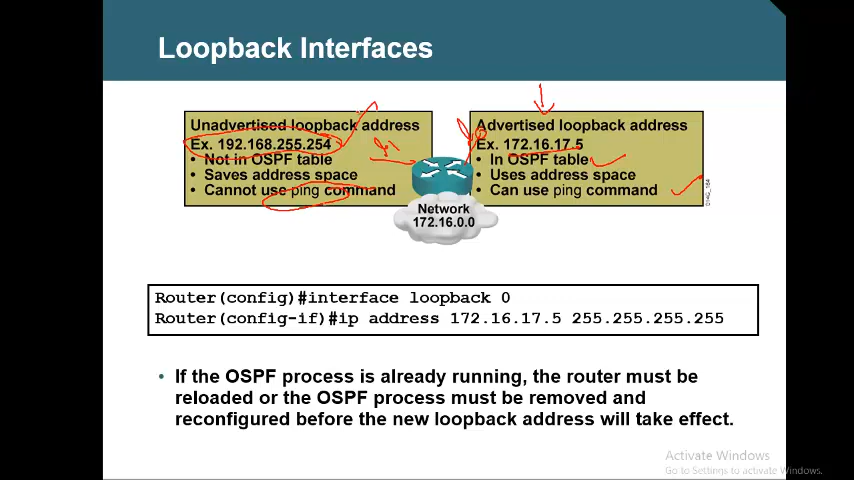 Loopback Interfaces
Unadvertised loopback address
Ex. 192.168.255.254
• Not in OSPF table
• Saves address space
• Cannot use ping command
Advertised loopback address
Ex. 172.16.17.5
• In OSPF table
• Uses address space
• Can use ping command
Network
172.16.0.0
Router(config)#interface loopback 0
Router(config-if)#ip address 172.16.17.5 255.255.255.255
• If the OSPF process is already running, the router must be
reloaded or the OSPF process must be removed and
reconfigured before the new loopback address will take effect.
Activate Windows
Go to Settings to activate Windows.